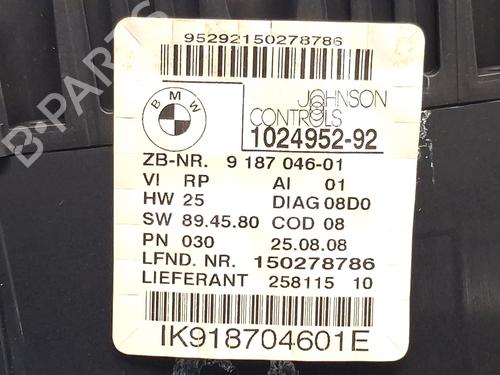 95292150278786
BMW
JOHNSON
CONTROLS
1024952-92
ZB-NR. 9 187 046-01
VI RP AI 01
HW 25 DIAG 08D0
SW 89.45.80 COD 08
PN 030 25.08.08
LFND. NR. 150278786
LIEFERANT 258115 10
IK918704601E
B-PARTS